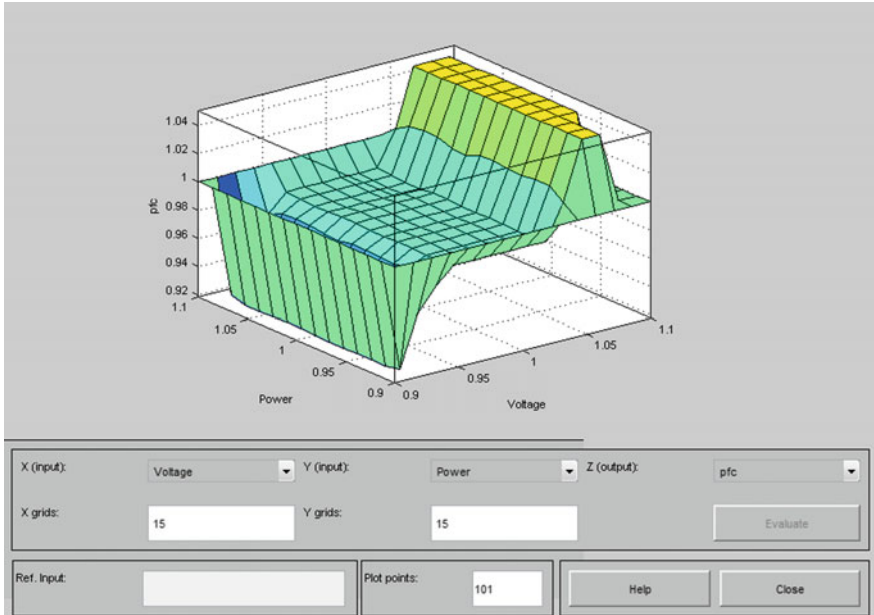 1.04
1.02
1
0.98
0.96
0.94
0.92
pfc
1.1
1.05
1
0.95
0.9
Power
0.9
0.95
1
1.05
1.1
Voltage
X (input):
Voltage
Y (input):
Power
Z (output):
pfc
X grids:
15
Y grids:
15
Evaluate
Ref. Input:
Plot points:
101
Help
Close